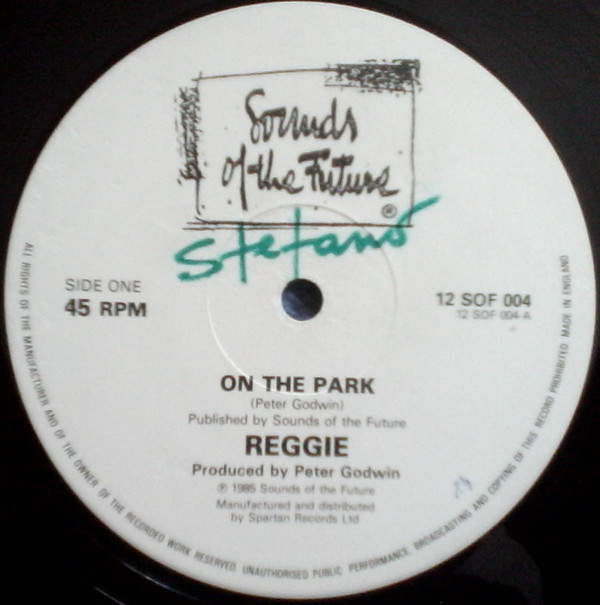 Sounds
of the Future
®
Stefano
SIDE ONE
45 RPM
12 SOF 004
12 SOF 004-A
ON THE PARK
(Peter Godwin)
Published by Sounds of the Future
REGGIE
Produced by Peter Godwin
℗ 1985 Sounds of the Future
Manufactured and distributed
by Spartan Records Ltd
ALL RIGHTS OF THE MANUFACTURER AND OF THE OWNER OF THE RECORDED WORK RESERVED. UNAUTHORISED PUBLIC PERFORMANCE, BROADCASTING AND COPYING OF THIS RECORD PROHIBITED MADE IN ENGLAND